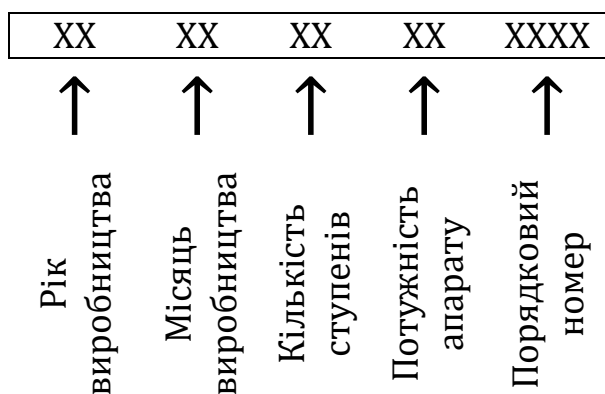 XX XX XX XX XXXX
Рік
виробництва
Місяць
виробництва
Кількість
ступенів
Потужність
апарату
Порядковий
номер